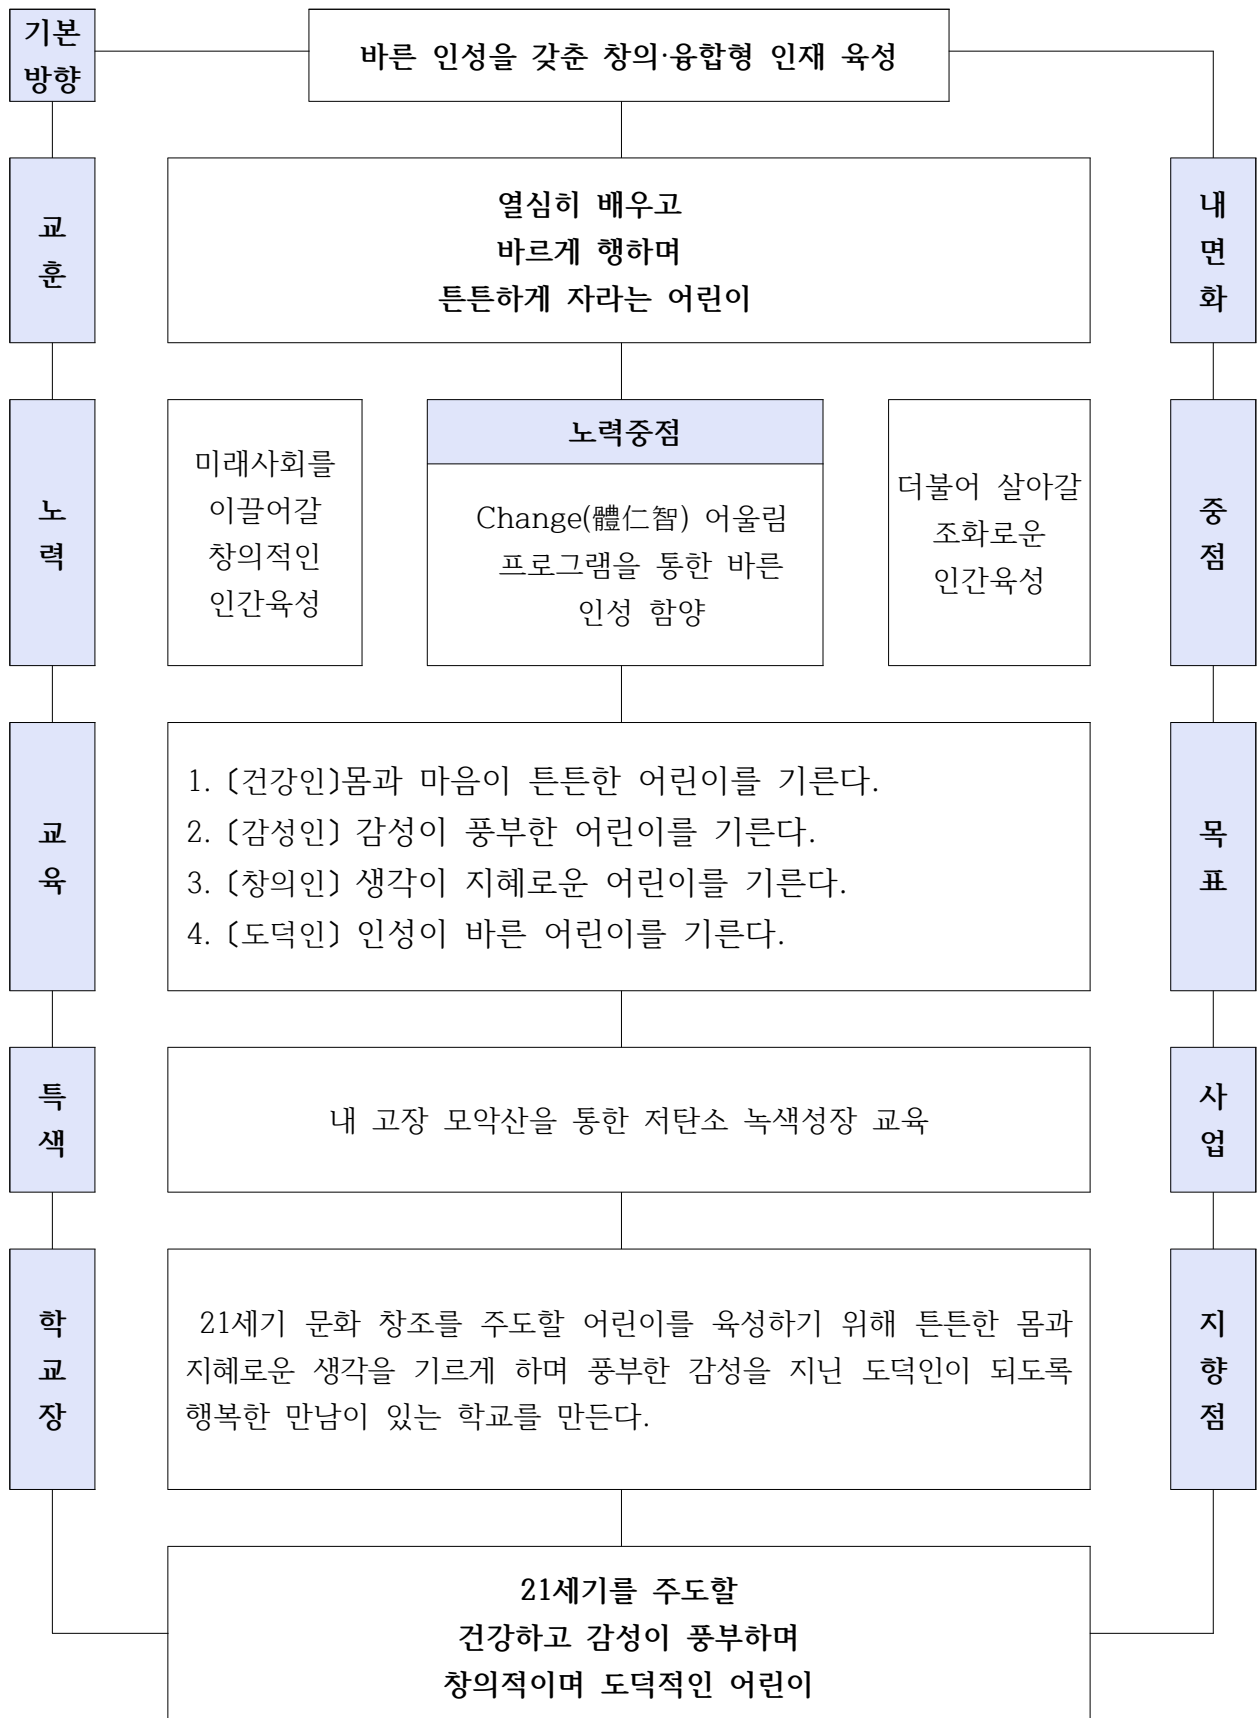 기본
방향
바른 인성을 갖춘 창의·융합형 인재 육성
교
훈
열심히 배우고
바르게 행하며
튼튼하게 자라는 어린이
내
면
화
노
력
미래사회를
이끌어갈
창의적인
인간육성
노력중점
Change(體仁智) 어울림
프로그램을 통한 바른
인성 함양
더불어 살아갈
조화로운
인간육성
중
점
교
육
1. 〔건강인〕몸과 마음이 튼튼한 어린이를 기른다.
2. 〔감성인〕 감성이 풍부한 어린이를 기른다.
3. 〔창의인〕 생각이 지혜로운 어린이를 기른다.
4. 〔도덕인〕 인성이 바른 어린이를 기른다.
목
표
특
색
내 고장 모악산을 통한 저탄소 녹색성장 교육
사
업
학
교
장
21세기 문화 창조를 주도할 어린이를 육성하기 위해 튼튼한 몸과
지혜로운 생각을 기르게 하며 풍부한 감성을 지닌 도덕인이 되도록
행복한 만남이 있는 학교를 만든다.
지
향
점
21세기를 주도할
건강하고 감성이 풍부하며
창의적이며 도덕적인 어린이